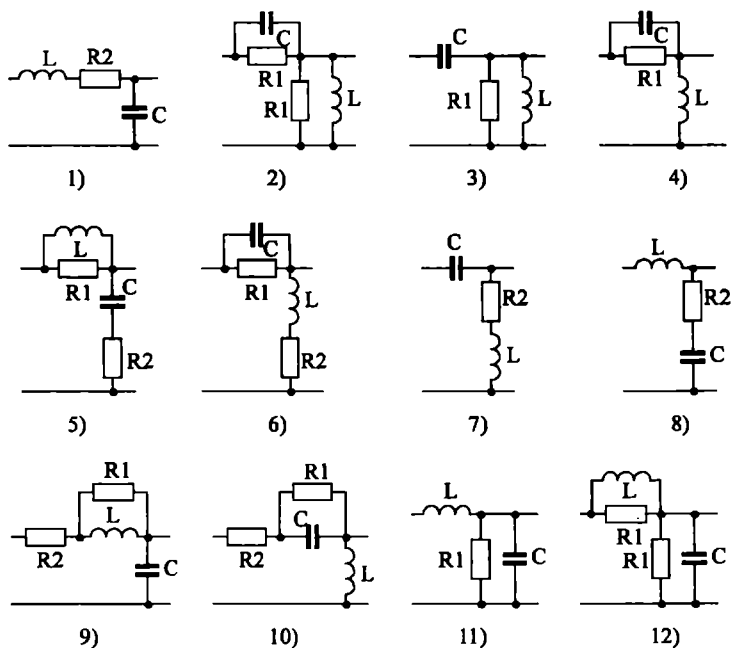 L R2 C
C R1 R1 L
C R1 L
C R1 L
1) 2) 3) 4)
L R1 C R2
C R1 L R2
C R2 L
L R2 C
5) 6) 7) 8)
R1 L R2 C
R1 C R2 L
L R1 C
L R1 R1 C
9) 10) 11) 12)